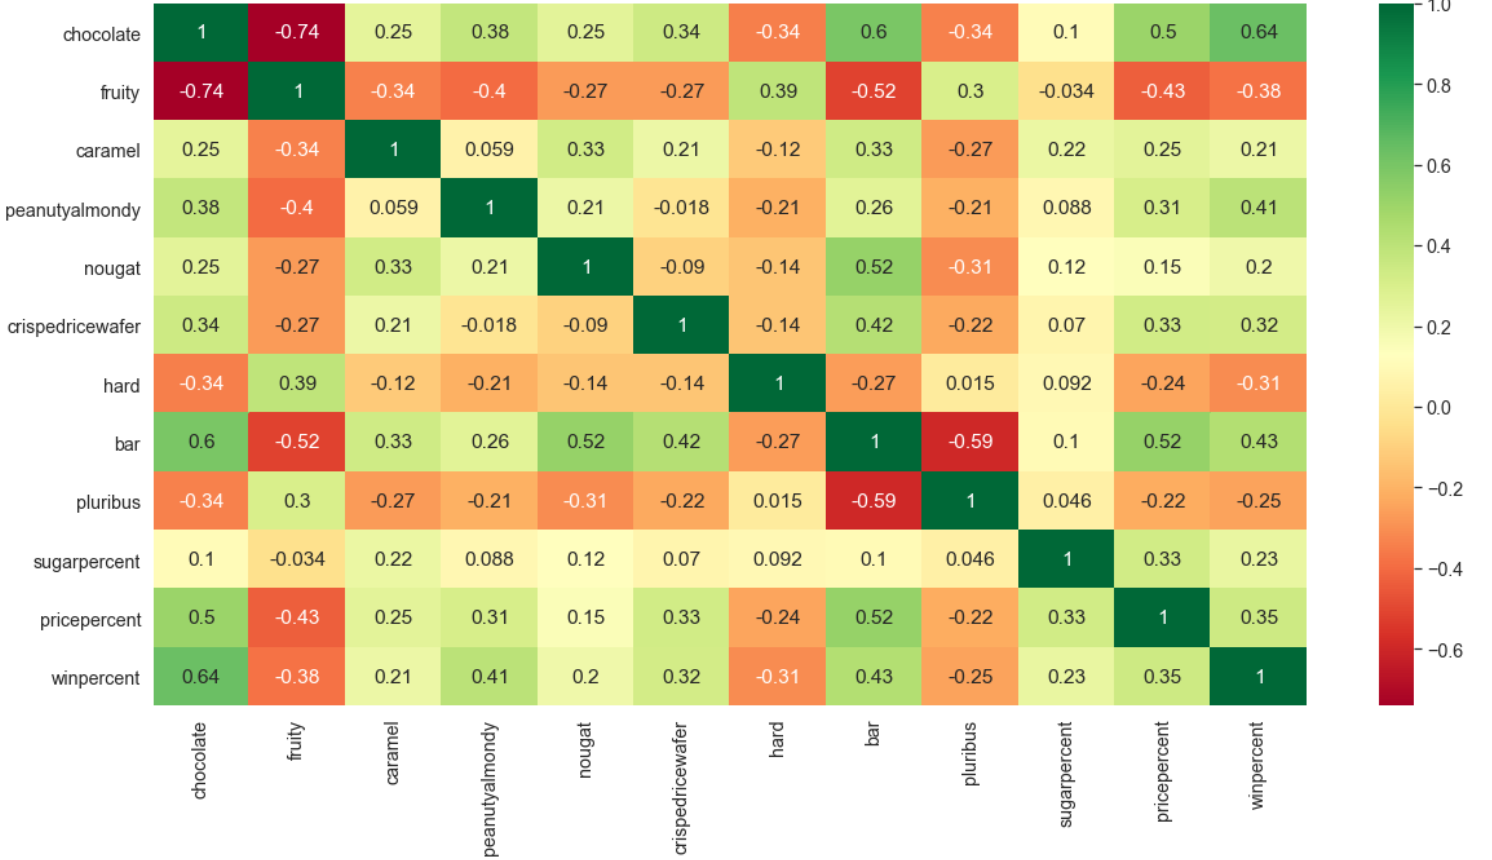 chocolate 1 -0.74 0.25 0.38 0.25 0.34 -0.34 0.6 -0.34 0.1 0.5 0.64
fruity -0.74 1 -0.34 -0.4 -0.27 -0.27 0.39 -0.52 0.3 -0.034 -0.43 -0.38
caramel 0.25 -0.34 1 0.059 0.33 0.21 -0.12 0.33 -0.27 0.22 0.25 0.21
peanutyalmondy 0.38 -0.4 0.059 1 0.21 -0.018 -0.21 0.26 -0.21 0.088 0.31 0.41
nougat 0.25 -0.27 0.33 0.21 1 -0.09 -0.14 0.52 -0.31 0.12 0.15 0.2
crispedricewafer 0.34 -0.27 0.21 -0.018 -0.09 1 -0.14 0.42 -0.22 0.07 0.33 0.32
hard -0.34 0.39 -0.12 -0.21 -0.14 -0.14 1 -0.27 0.015 0.092 -0.24 -0.31
bar 0.6 -0.52 0.33 0.26 0.52 0.42 -0.27 1 -0.59 0.1 0.52 0.43
pluribus -0.34 0.3 -0.27 -0.21 -0.31 -0.22 0.015 -0.59 1 0.046 -0.22 -0.25
sugarpercent 0.1 -0.034 0.22 0.088 0.12 0.07 0.092 0.1 0.046 1 0.33 0.23
pricepercent 0.5 -0.43 0.25 0.31 0.15 0.33 -0.24 0.52 -0.22 0.33 1 0.35
winpercent 0.64 -0.38 0.21 0.41 0.2 0.32 -0.31 0.43 -0.25 0.23 0.35 1
chocolate fruity caramel peanutyalmondy nougat crispedricewafer hard bar pluribus sugarpercent pricepercent winpercent
1.0
0.8
0.6
0.4
0.2
0.0
−0.2
−0.4
−0.6